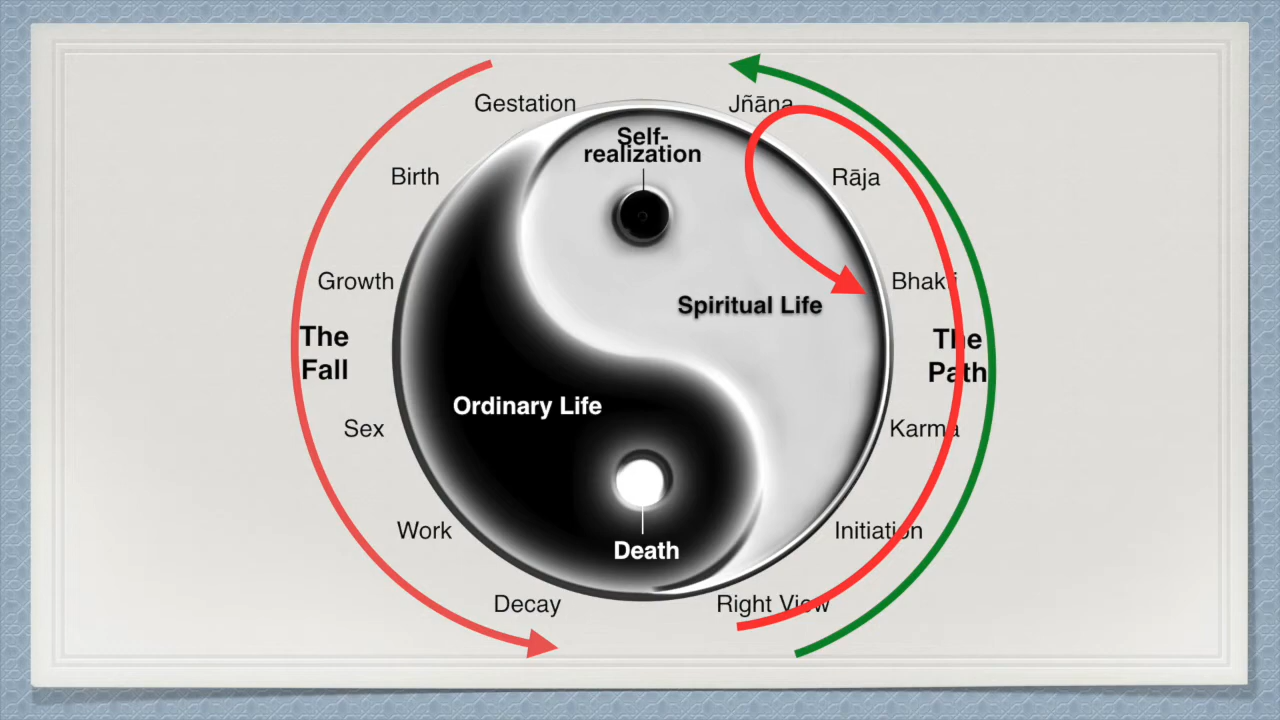 Gestation
Birth
Growth
The
Fall
Sex
Work
Decay
Self-
realization
Spiritual Life
Ordinary Life
Death
Jñāna
Rāja
Bhakti
The
Path
Karma
Initiation
Right View